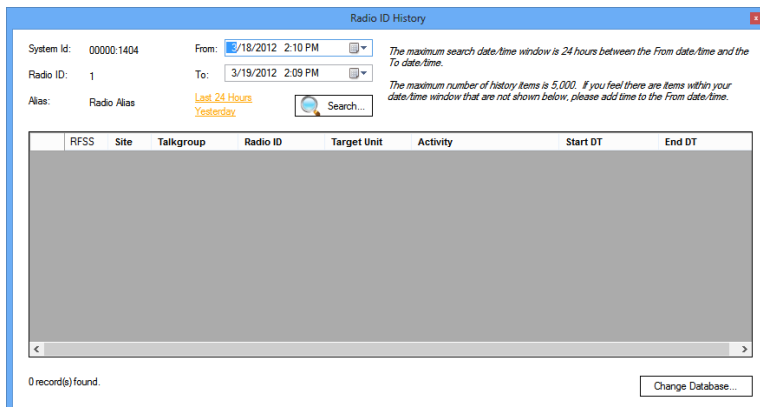 Radio ID History
x
System Id: 00000:1404
From: 3/18/2012 2:10 PM
The maximum search date/time window is 24 hours between the From date/time and the
To date/time.
Radio ID: 1
To: 3/19/2012 2:09 PM
The maximum number of history items is 5,000. If you feel there are items within your
date/time window that are not shown below, please add time to the From date/time.
Alias: Radio Alias
Last 24 Hours
Yesterday
Search...
RFSS Site Talkgroup Radio ID Target Unit Activity Start DT End DT
0 record(s) found.
Change Database...